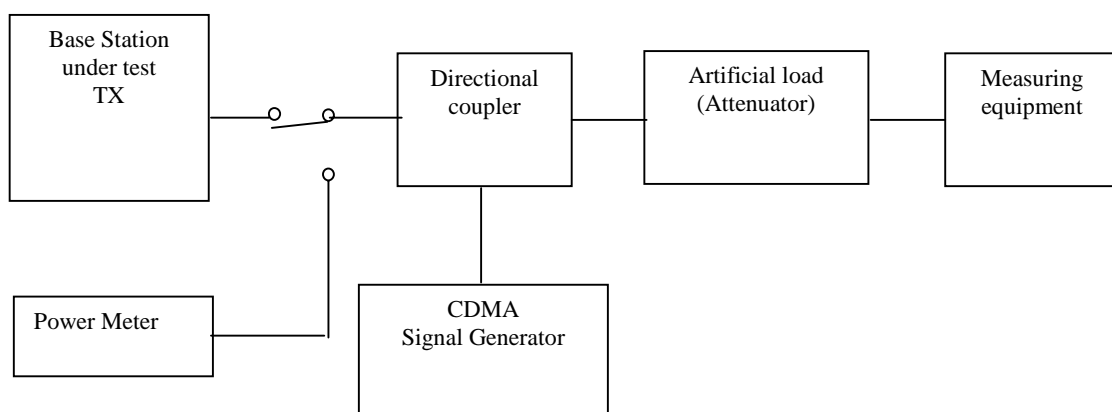 Base Station
under test
TX
Directional
coupler
Artificial load
(Attenuator)
Measuring
equipment
Power Meter
CDMA
Signal Generator